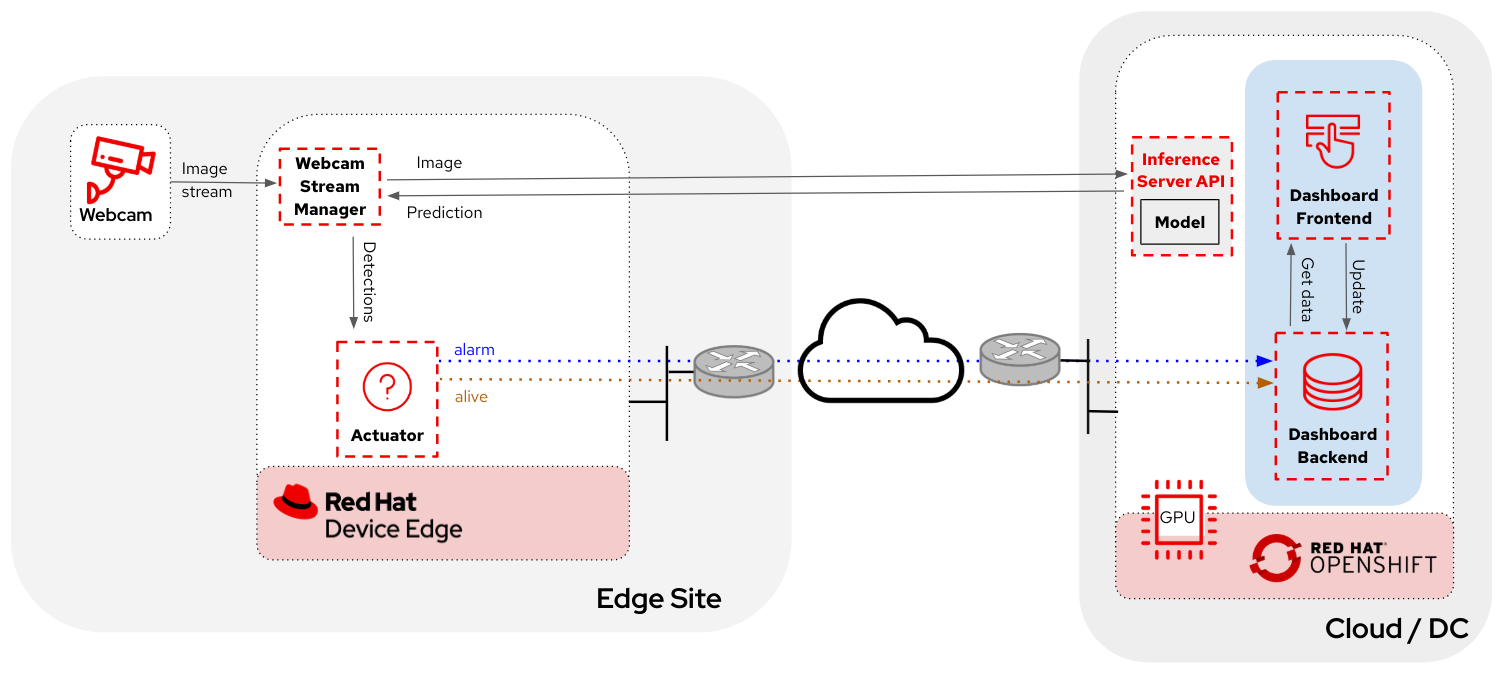 Webcam
Image
stream
Webcam
Stream
Manager
Image
Prediction
Detections
?
Actuator
alarm
alive
Red Hat
Device Edge
Edge Site
Inference
Server API
Model
Dashboard
Frontend
Get data
Update
Dashboard
Backend
GPU
RED HAT®
OPENSHIFT
Cloud / DC